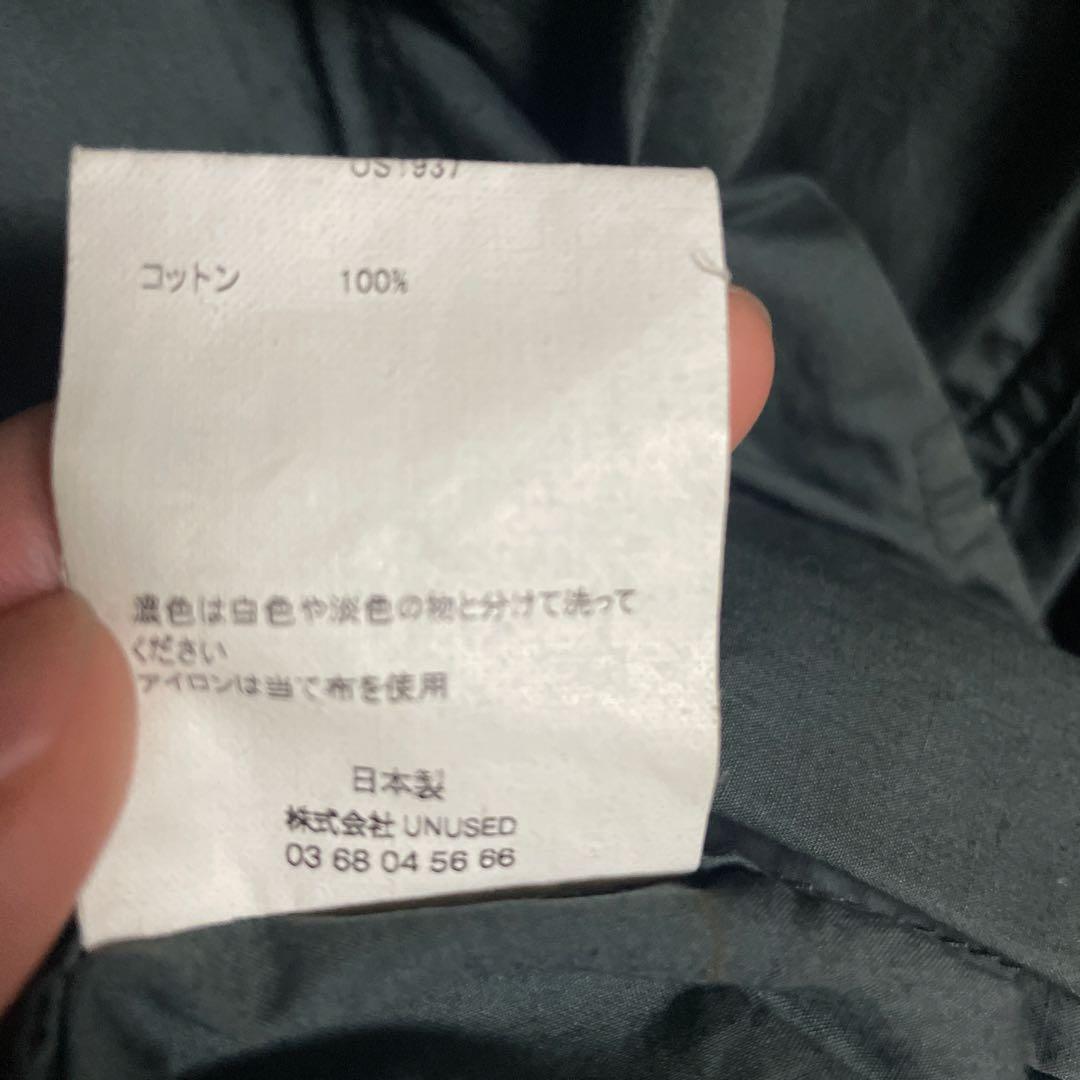 US1937
コットン 100%
濃色は白色や淡色の物と分けて洗って
ください
アイロンは当て布を使用
日本製
株式会社 UNUSED
03 68 04 56 66